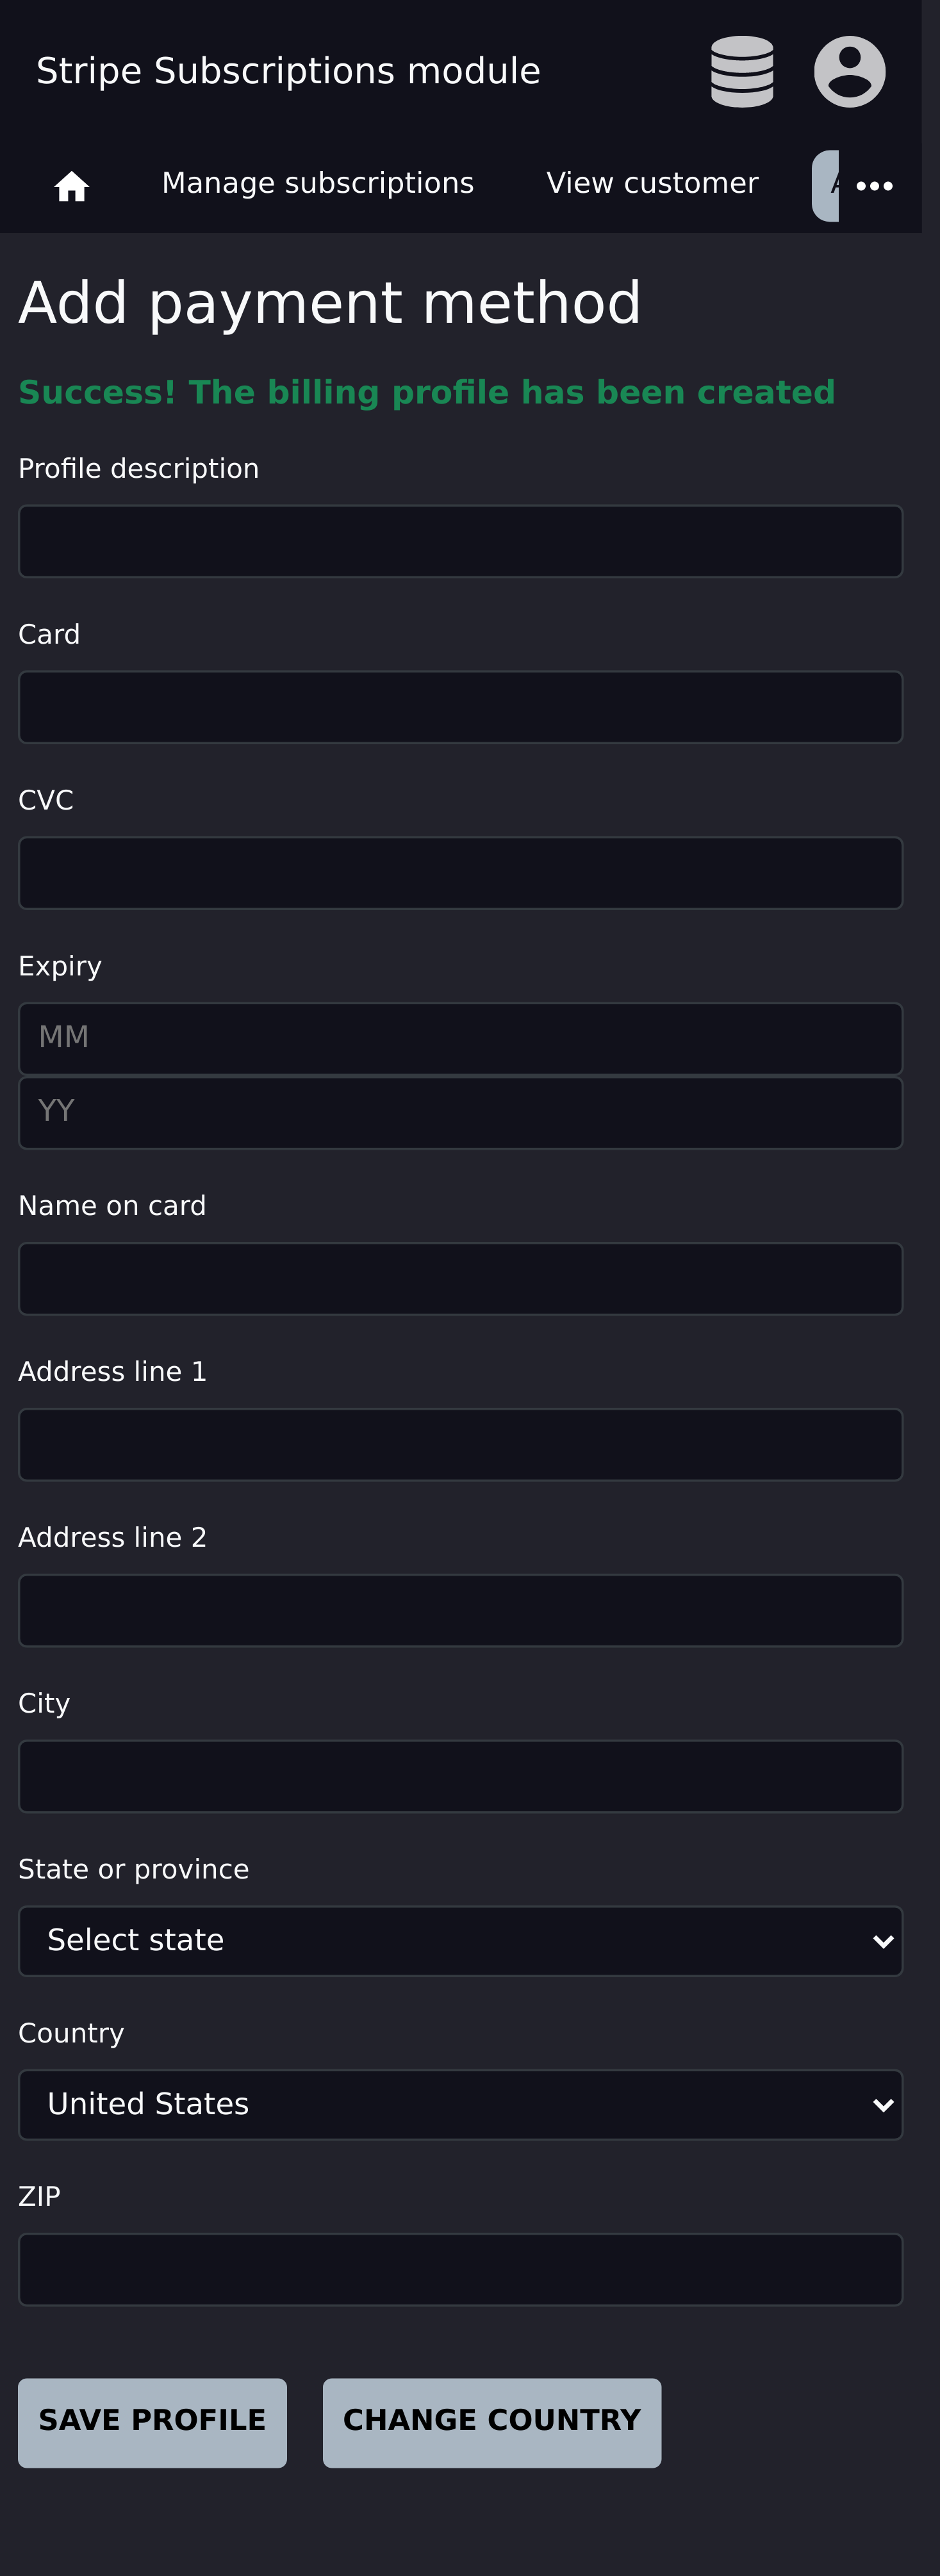 Stripe Subscriptions module
Manage subscriptions View customer
Add payment method
Success! The billing profile has been created
Profile description
Card
CVC
Expiry
MM
YY
Name on card
Address line 1
Address line 2
City
State or province
Select state
Country
United States
ZIP
SAVE PROFILE CHANGE COUNTRY